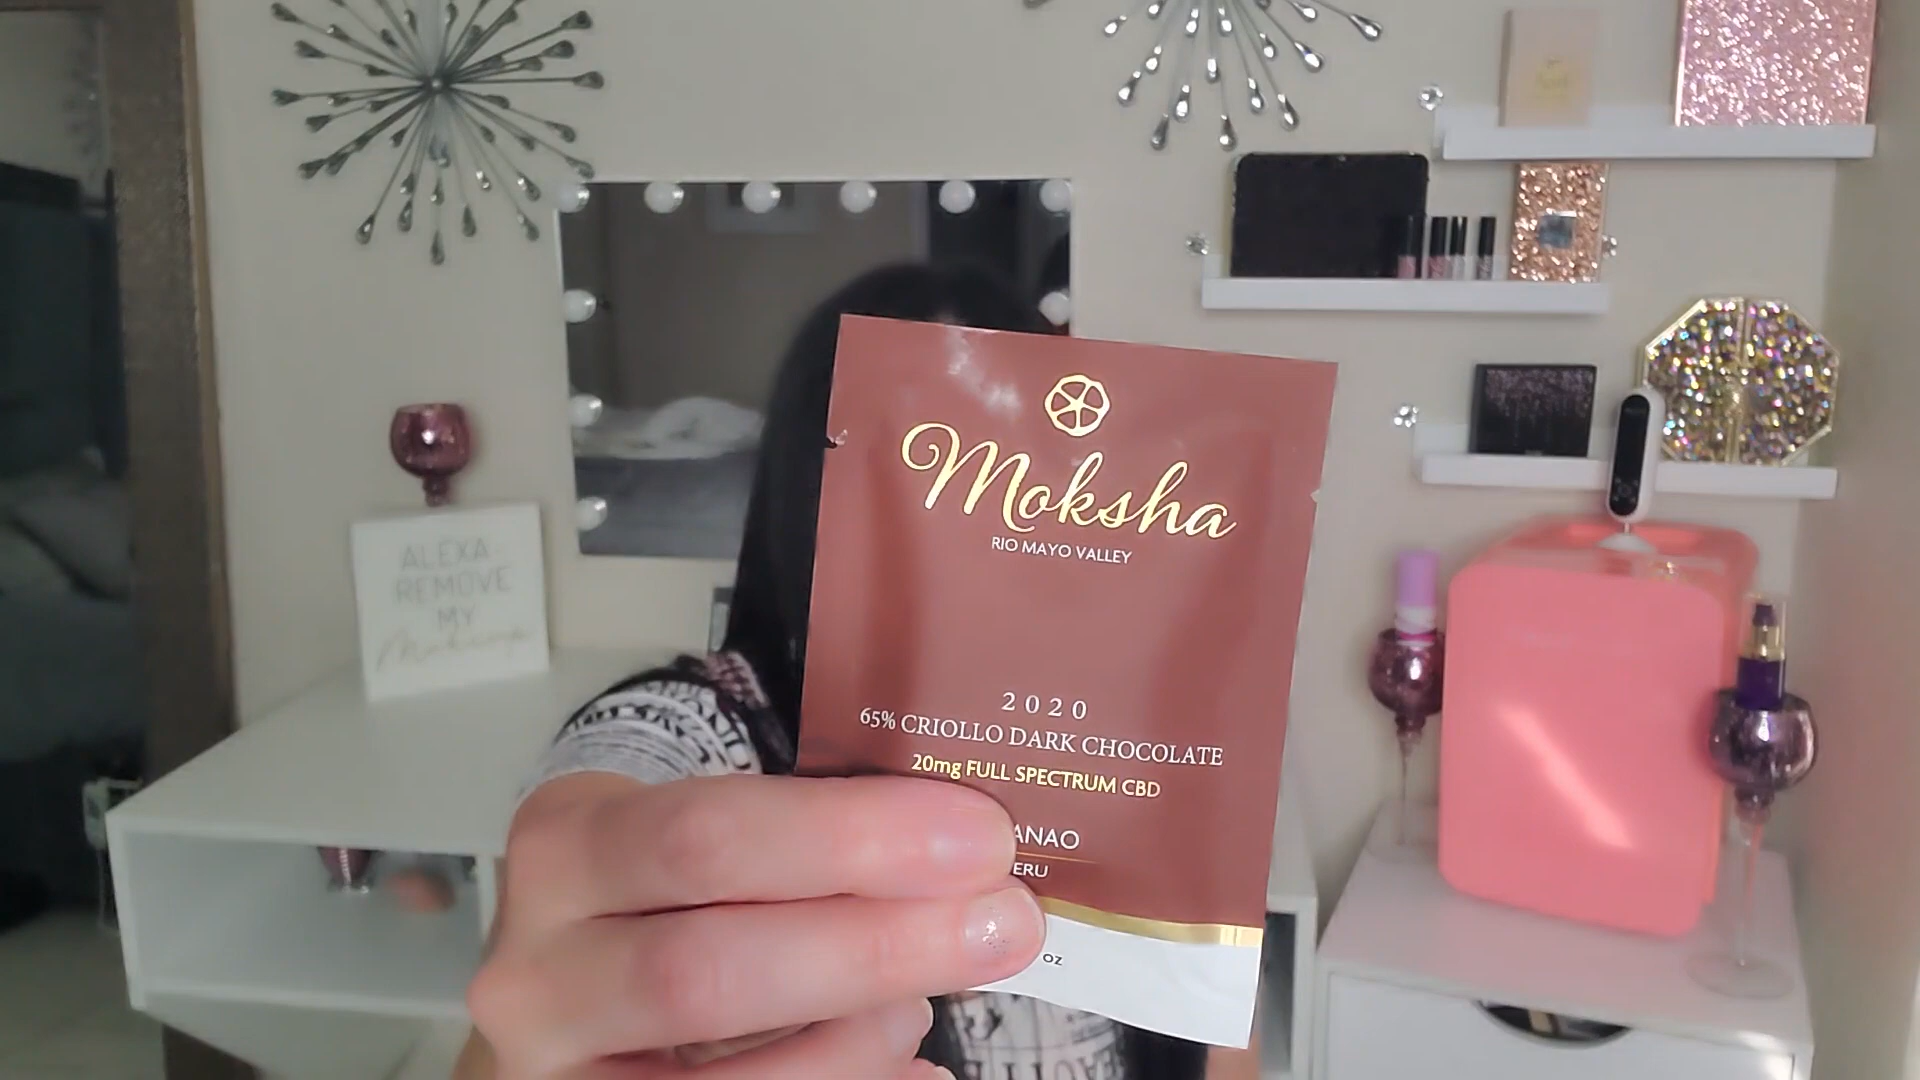 ALEXA
REMOVE
MY
Makeup
Moksha
RIO MAYO VALLEY
2020
65% CRIOLLO DARK CHOCOLATE
20mg FULL SPECTRUM CBD
ANAO
ERU
OZ